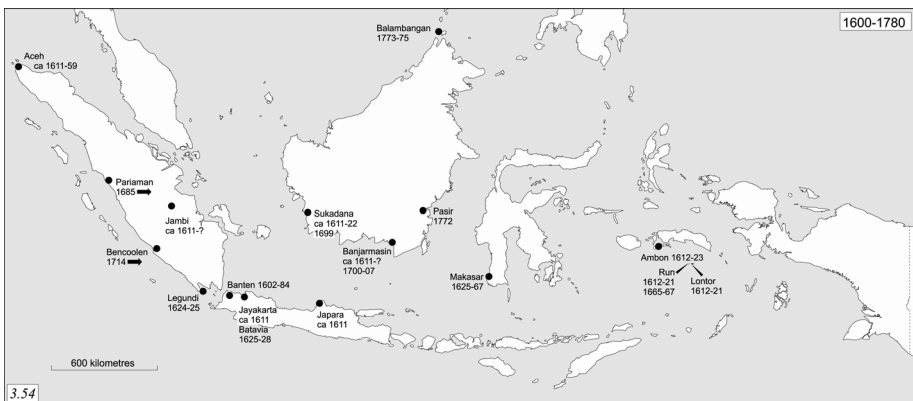 1600-1780
Balambangan
1773-75
Aceh
ca 1611-59
Pariaman
1685
Jambi
ca 1611-?
Bencoolen
1714
Sukadana
ca 1611-22
1699
Pasir
1772
Banjarmasin
ca 1611-?
1700-07
Makasar
1625-67
Ambon 1612-23
Run
1612-21
1665-67
Lontor
1612-21
Legundi
1624-25
Banten 1602-84
Jayakarta
ca 1611
Batavia
1625-28
Japara
ca 1611
600 kilometres
3.54